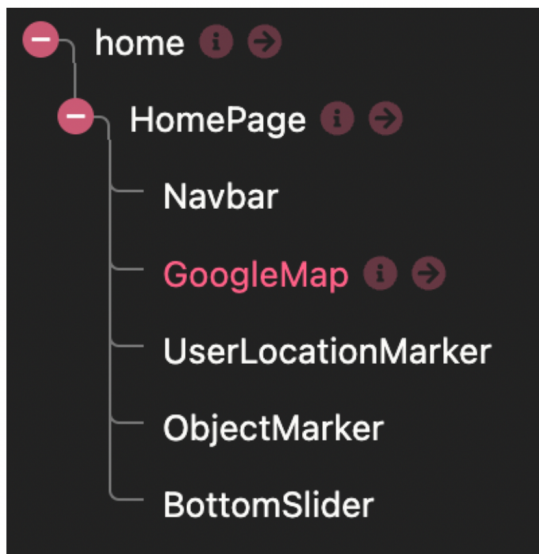 home
HomePage
Navbar
GoogleMap
UserLocationMarker
ObjectMarker
BottomSlider